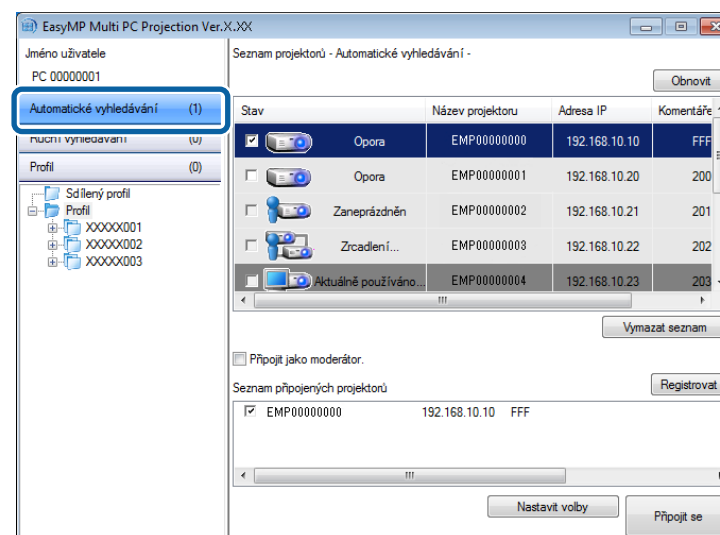 EasyMP Multi PC Projection Ver.X.XX
Jméno uživatele
PC 00000001
Automatické vyhledávání (1)
Ruční vyhledávání (0)
Profil (0)
Sdílený profil
Profil
XXXXX001
XXXXX002
XXXXX003
Seznam projektorů - Automatické vyhledávání -
Obnovit
Stav Název projektoru Adresa IP Komentáře
Opora EMP00000000 192.168.10.10 FFF
Opora EMP00000001 192.168.10.20 200
Zaneprázdněn EMP00000002 192.168.10.21 201
Zrcadlení... EMP00000003 192.168.10.22 202
Aktuálně používáno... EMP00000004 192.168.10.23 203
Vymazat seznam
Připojit jako moderátor.
Seznam připojených projektorů
Registrovat
EMP00000000 192.168.10.10 FFF
Nastavit volby
Připojit se